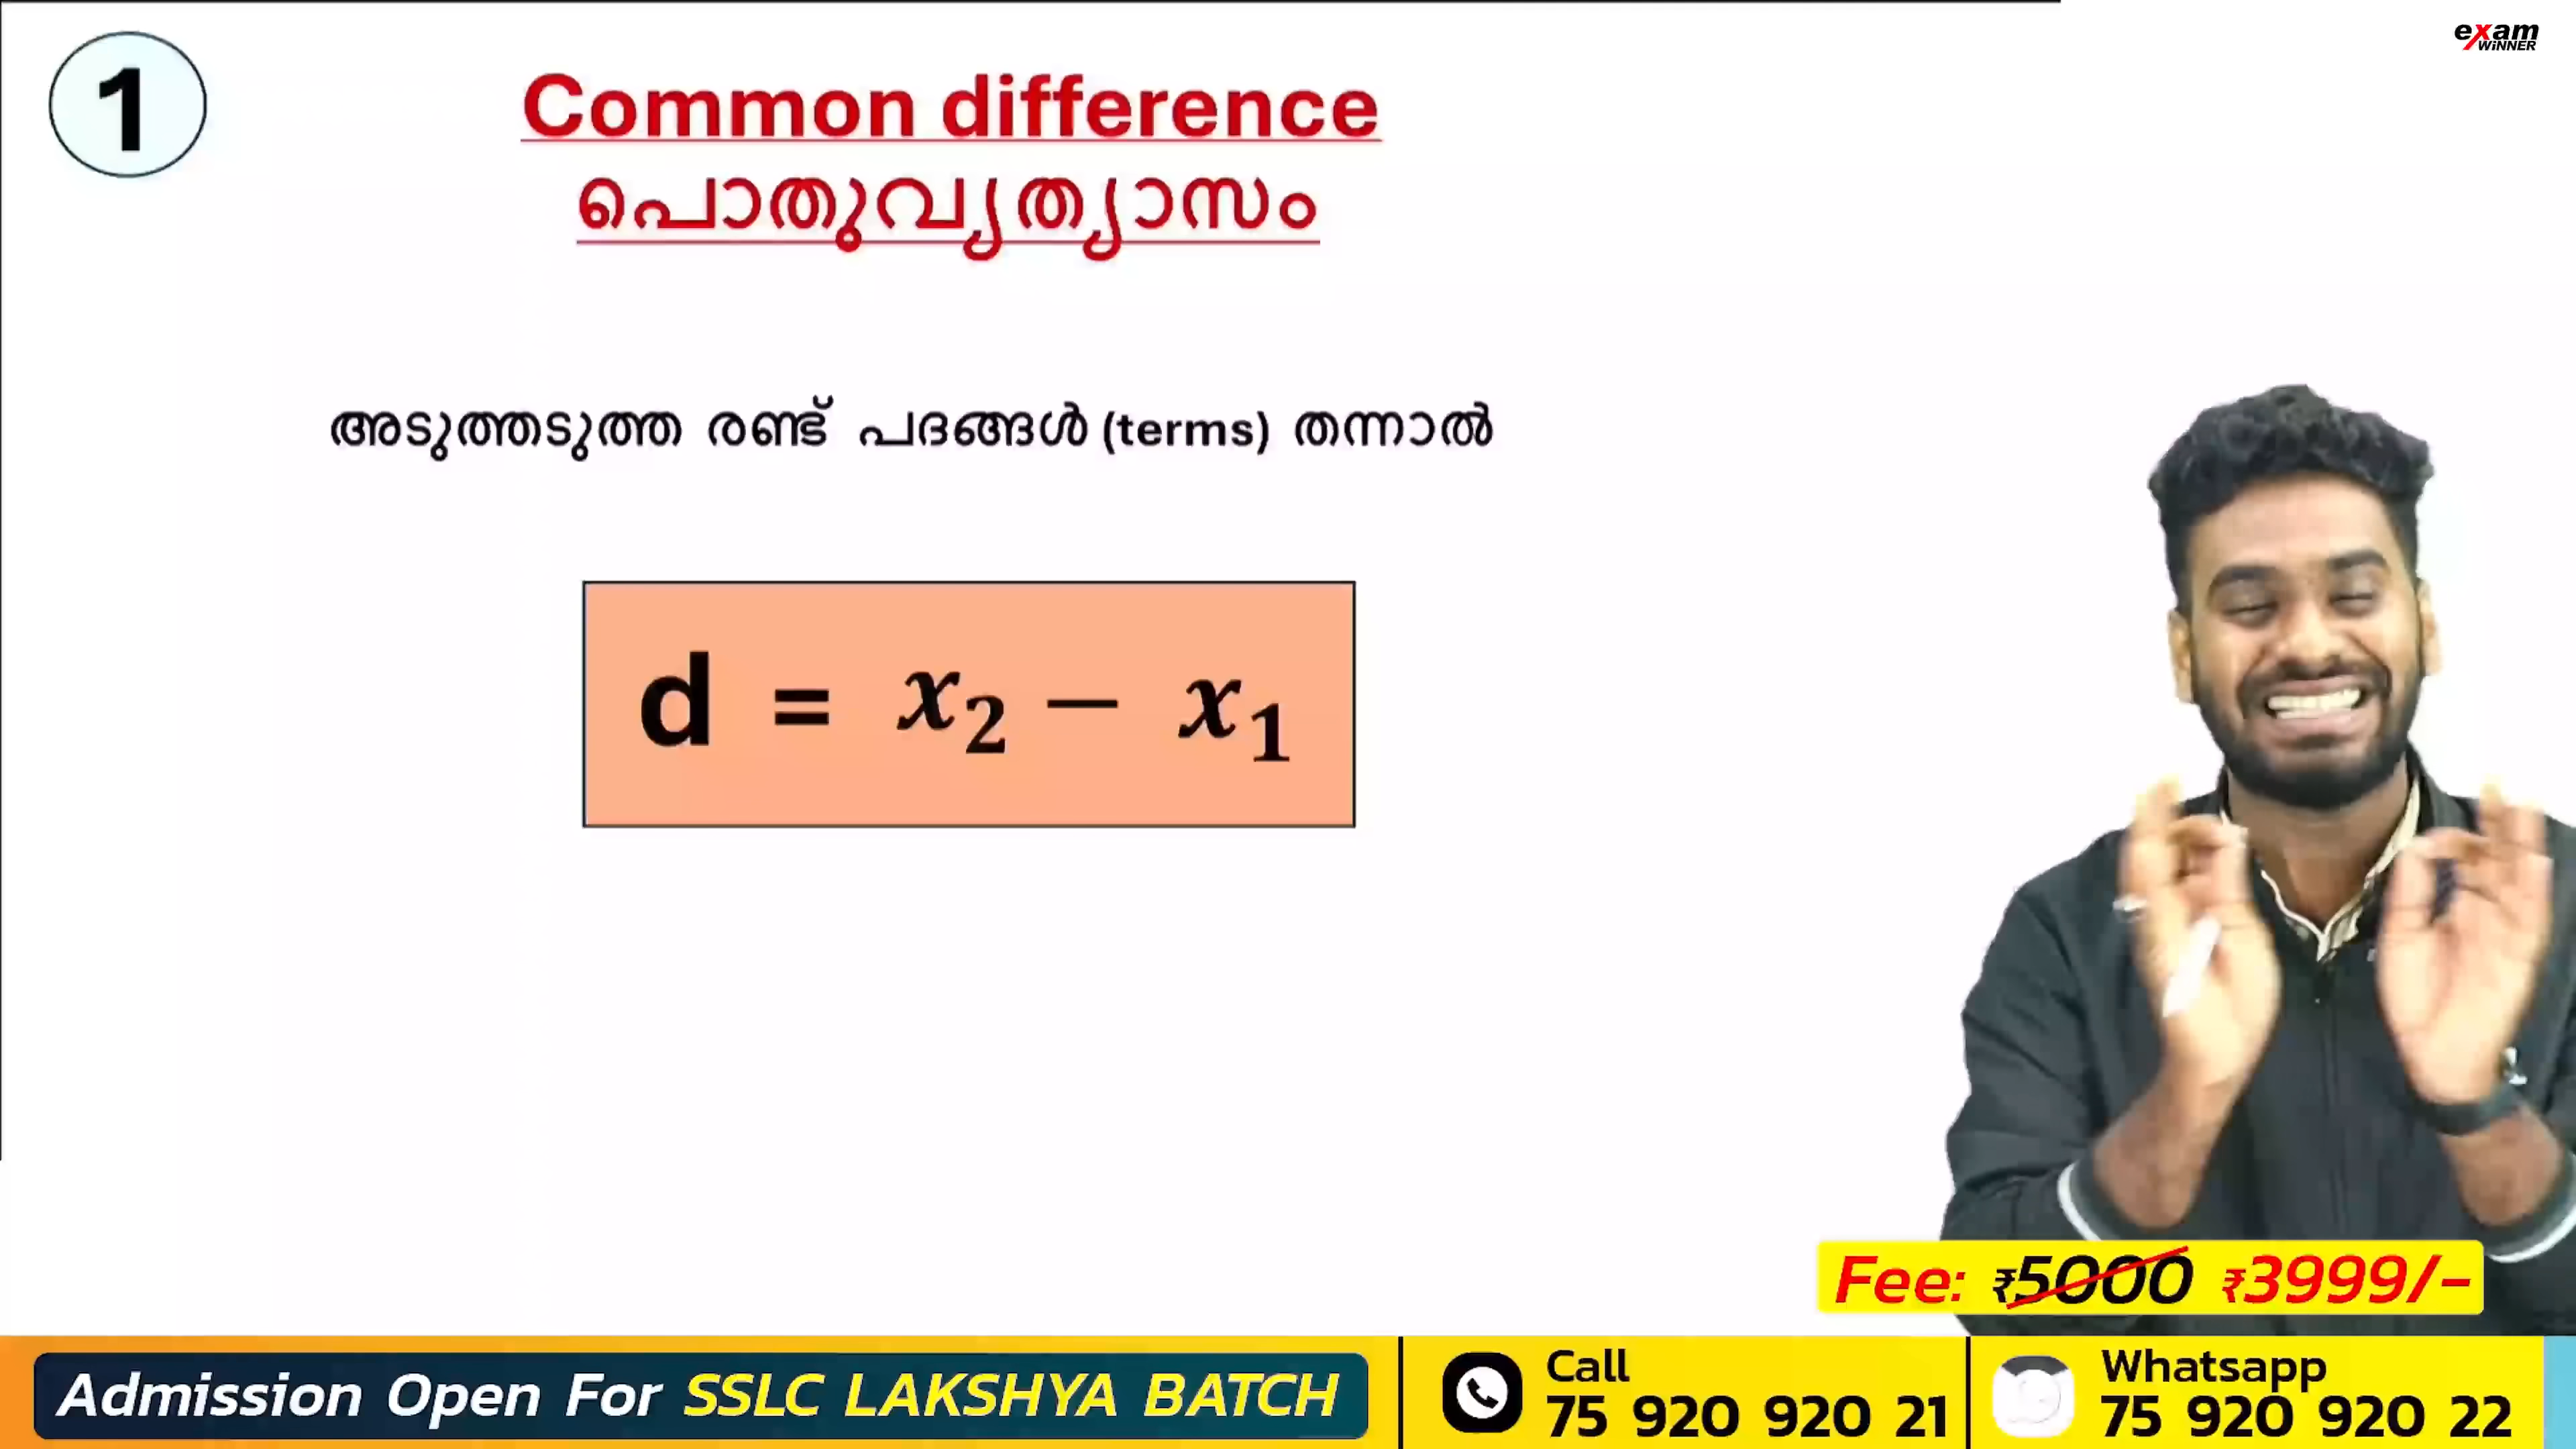 exam
WiNNER
1
Common difference
പൊതുവ്യത്യാസം
അടുത്തടുത്ത രണ്ട് പദങ്ങൾ (terms) തന്നാൽ
d = x₂ − x₁
Fee: ₹5000 ₹3999/-
Admission Open For SSLC LAKSHYA BATCH
Call
75 920 920 21
Whatsapp
75 920 920 22